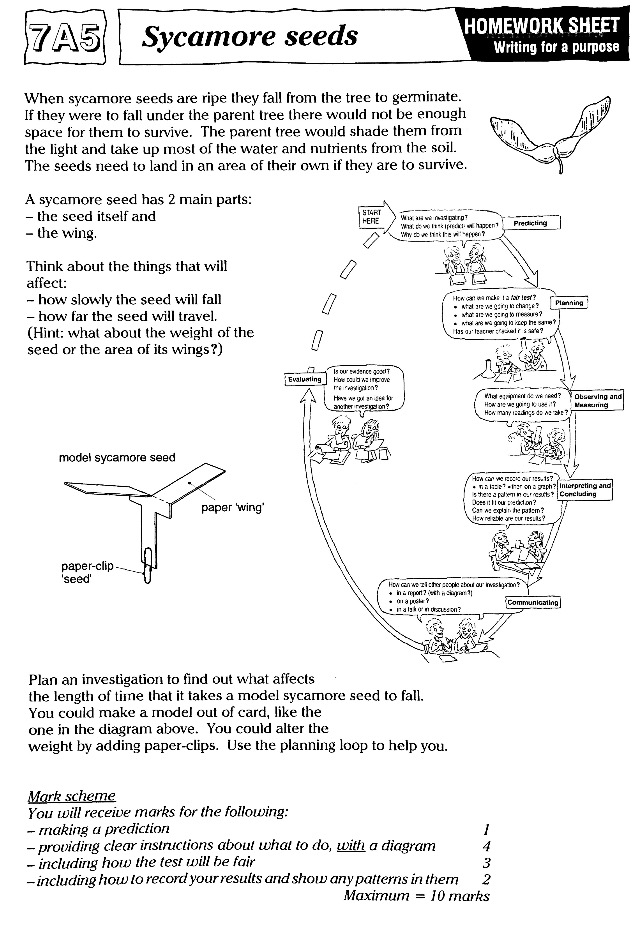 7A5
Sycamore seeds
HOMEWORK SHEET
Writing for a purpose
When sycamore seeds are ripe they fall from the tree to germinate.
If they were to fall under the parent tree there would not be enough
space for them to survive. The parent tree would shade them from
the light and take up most of the water and nutrients from the soil.
The seeds need to land in an area of their own if they are to survive.
A sycamore seed has 2 main parts:
– the seed itself and
– the wing.
Think about the things that will
affect:
– how slowly the seed will fall
– how far the seed will travel.
(Hint: what about the weight of the
seed or the area of its wings?)
START
HERE
What are we investigating?
What do we think (predict) will happen?
Why do we think this will happen?
Predicting
How can we make it a fair test?
• what are we going to change?
• what are we going to measure?
• what are we going to keep the same?
Has our teacher checked it is safe?
Planning
What equipment do we need?
How are we going to use it?
How many readings do we take?
Observing and
Measuring
How can we record our results?
• in a table? • then on a graph?
Is there a pattern in our results?
Does it fit our prediction?
Can we explain the pattern?
How reliable are our results?
Interpreting and
Concluding
How can we tell other people about our investigation?
• in a report? (with a diagram?)
• on a poster?
• in a talk or in discussion?
Communicating
Evaluating
Is our evidence good?
How could we improve
the investigation?
Have we got an idea for
another investigation?
model sycamore seed
paper 'wing'
paper-clip
'seed'
Plan an investigation to find out what affects
the length of time that it takes a model sycamore seed to fall.
You could make a model out of card, like the
one in the diagram above. You could alter the
weight by adding paper-clips. Use the planning loop to help you.
Mark scheme
You will receive marks for the following:
– making a prediction 1
– providing clear instructions about what to do, with a diagram 4
– including how the test will be fair 3
– including how to record your results and show any patterns in them 2
Maximum = 10 marks